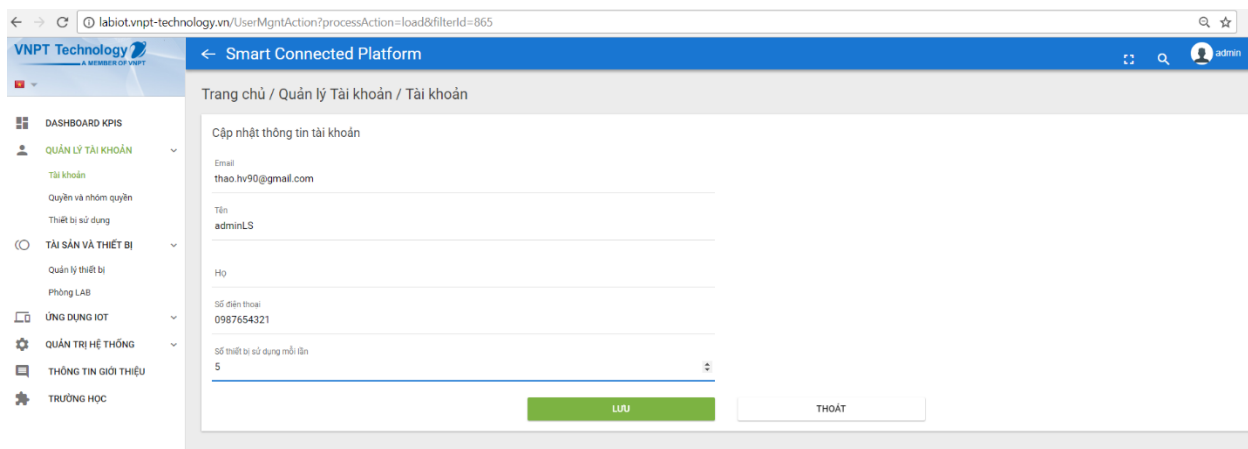 labiot.vnpt-technology.vn/UserMgntAction?processAction=load&filterId=865
VNPT Technology
A MEMBER OF VNPT
Smart Connected Platform
admin
Trang chủ / Quản lý Tài khoản / Tài khoản
DASHBOARD KPIS
QUẢN LÝ TÀI KHOẢN
Tài khoản
Quyền và nhóm quyền
Thiết bị sử dụng
TÀI SẢN VÀ THIẾT BỊ
Quản lý thiết bị
Phòng LAB
ỨNG DỤNG IOT
QUẢN TRỊ HỆ THỐNG
THÔNG TIN GIỚI THIỆU
TRƯỜNG HỌC
Cập nhật thông tin tài khoản
Email
thao.hv90@gmail.com
Tên
adminLS
Họ
Số điện thoại
0987654321
Số thiết bị sử dụng mỗi lần
5
LƯU
THOÁT